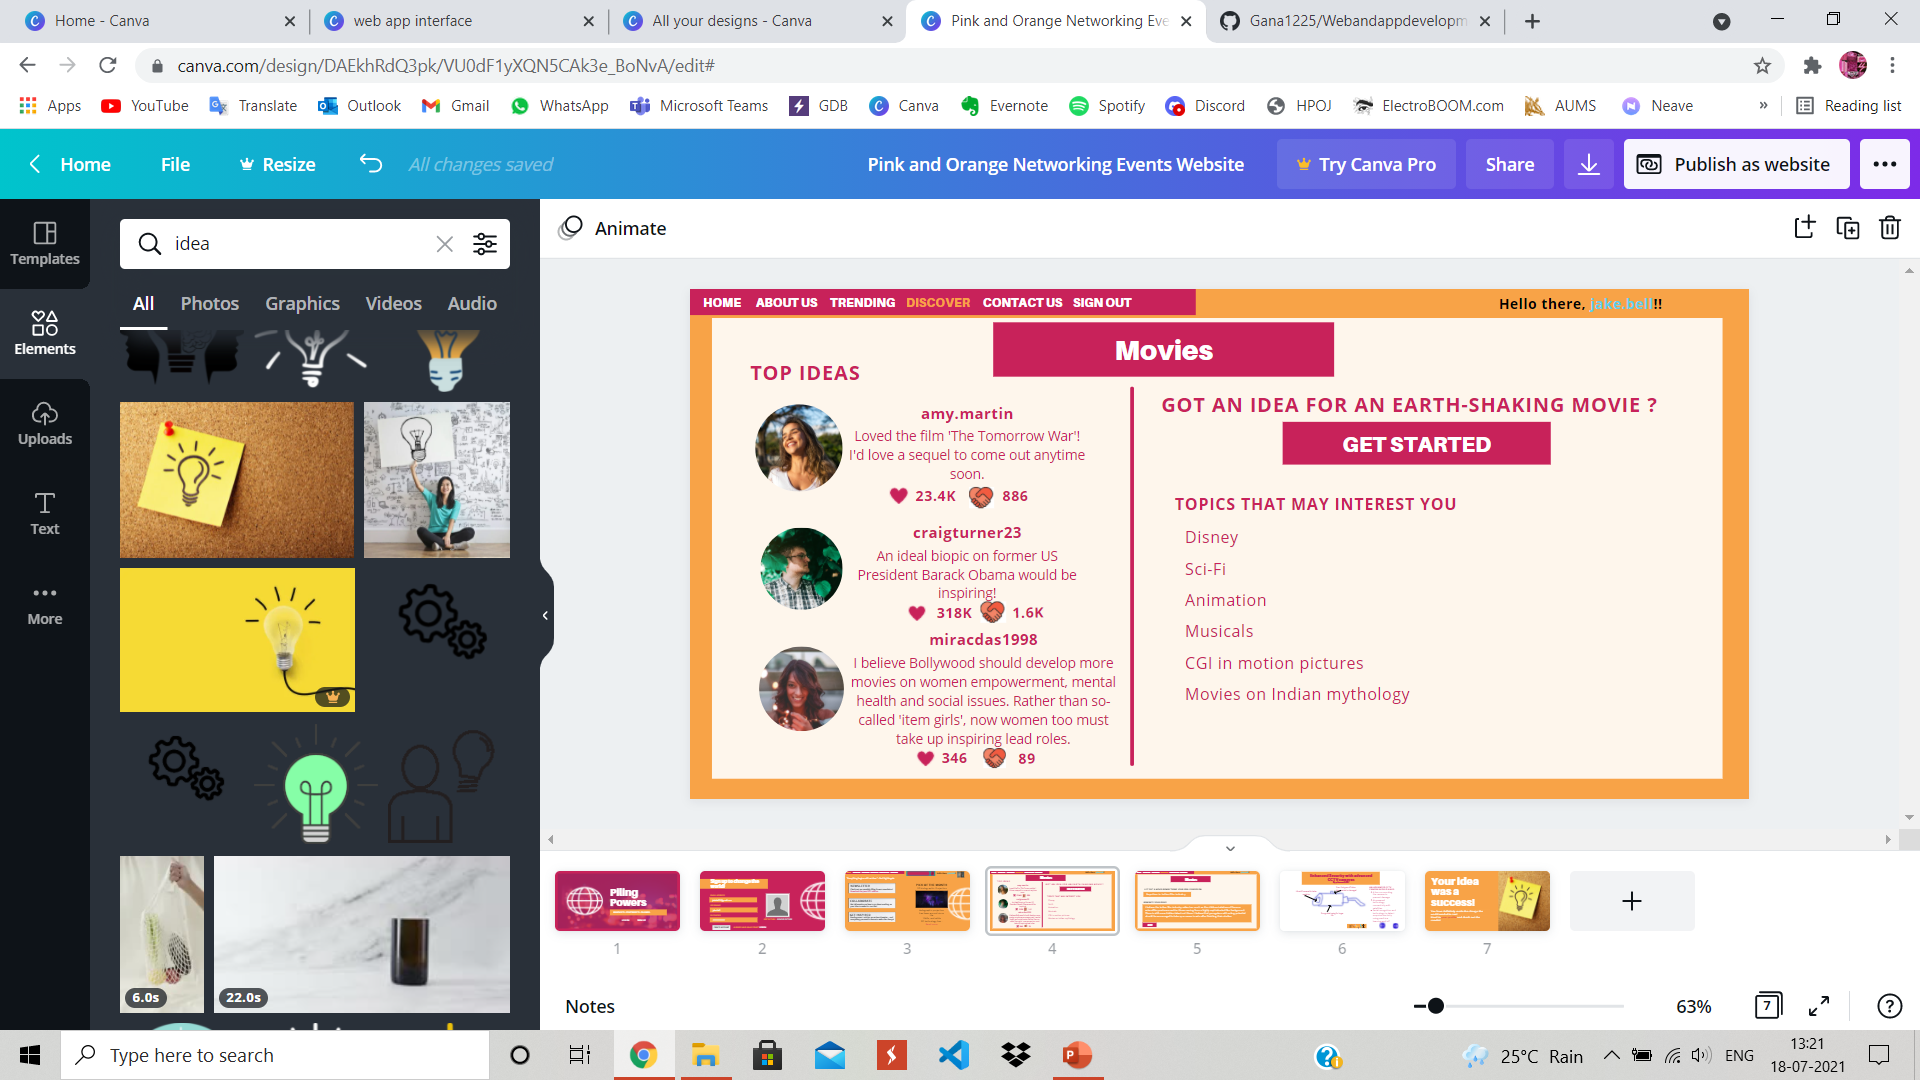 Home - Canva
web app interface
All your designs - Canva
Pink and Orange Networking Eve
Gana1225/Webandappdevelopm
canva.com/design/DAEkhRdQ3pk/VU0dF1yXQN5CAk3e_BoNvA/edit#
Apps YouTube Translate Outlook Gmail WhatsApp Microsoft Teams GDB Canva Evernote Spotify Discord HPOJ ElectroBOOM.com AUMS Neave » Reading list
Home File Resize All changes saved Pink and Orange Networking Events Website Try Canva Pro Share Publish as website
Templates
Elements
Uploads
Text
More
idea
All Photos Graphics Videos Audio
6.0s
22.0s
Animate
HOME ABOUT US TRENDING DISCOVER CONTACT US SIGN OUT
Hello there, jake.bell!!
Movies
TOP IDEAS
amy.martin
Loved the film 'The Tomorrow War'!
I'd love a sequel to come out anytime
soon.
23.4K 886
craigturner23
An ideal biopic on former US
President Barack Obama would be
inspiring!
318K 1.6K
miracdas1998
I believe Bollywood should develop more
movies on women empowerment, mental
health and social issues. Rather than so-
called 'item girls', now women too must
take up inspiring lead roles.
346 89
GOT AN IDEA FOR AN EARTH-SHAKING MOVIE ?
GET STARTED
TOPICS THAT MAY INTEREST YOU
Disney
Sci-Fi
Animation
Musicals
CGI in motion pictures
Movies on Indian mythology
Piling
Powers
Movies
Your idea
was a
success!
1 2 3 4 5 6 7
Notes
63%
7
Type here to search
25°C Rain
ENG
13:21
18-07-2021